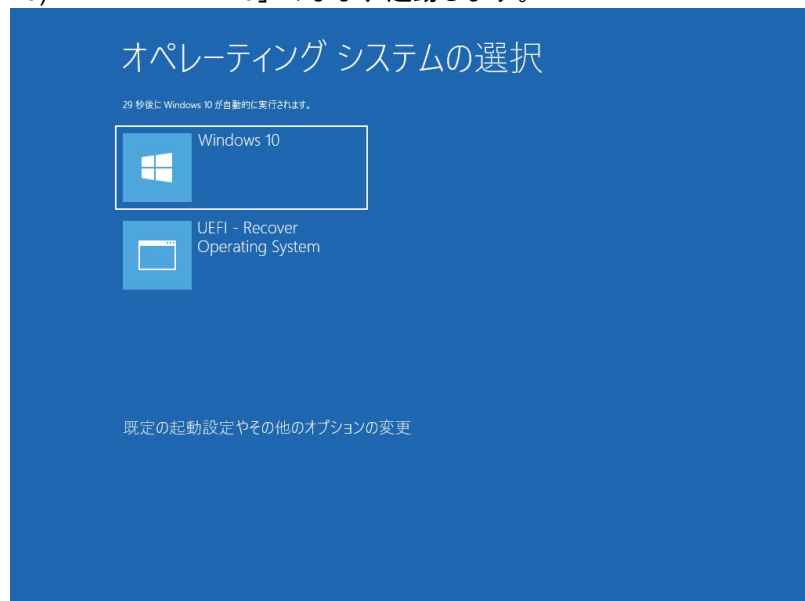 オペレーティング システムの選択
29 秒後に Windows 10 が自動的に実行されます。
Windows 10
UEFI - Recover
Operating System
既定の起動設定やその他のオプションの変更